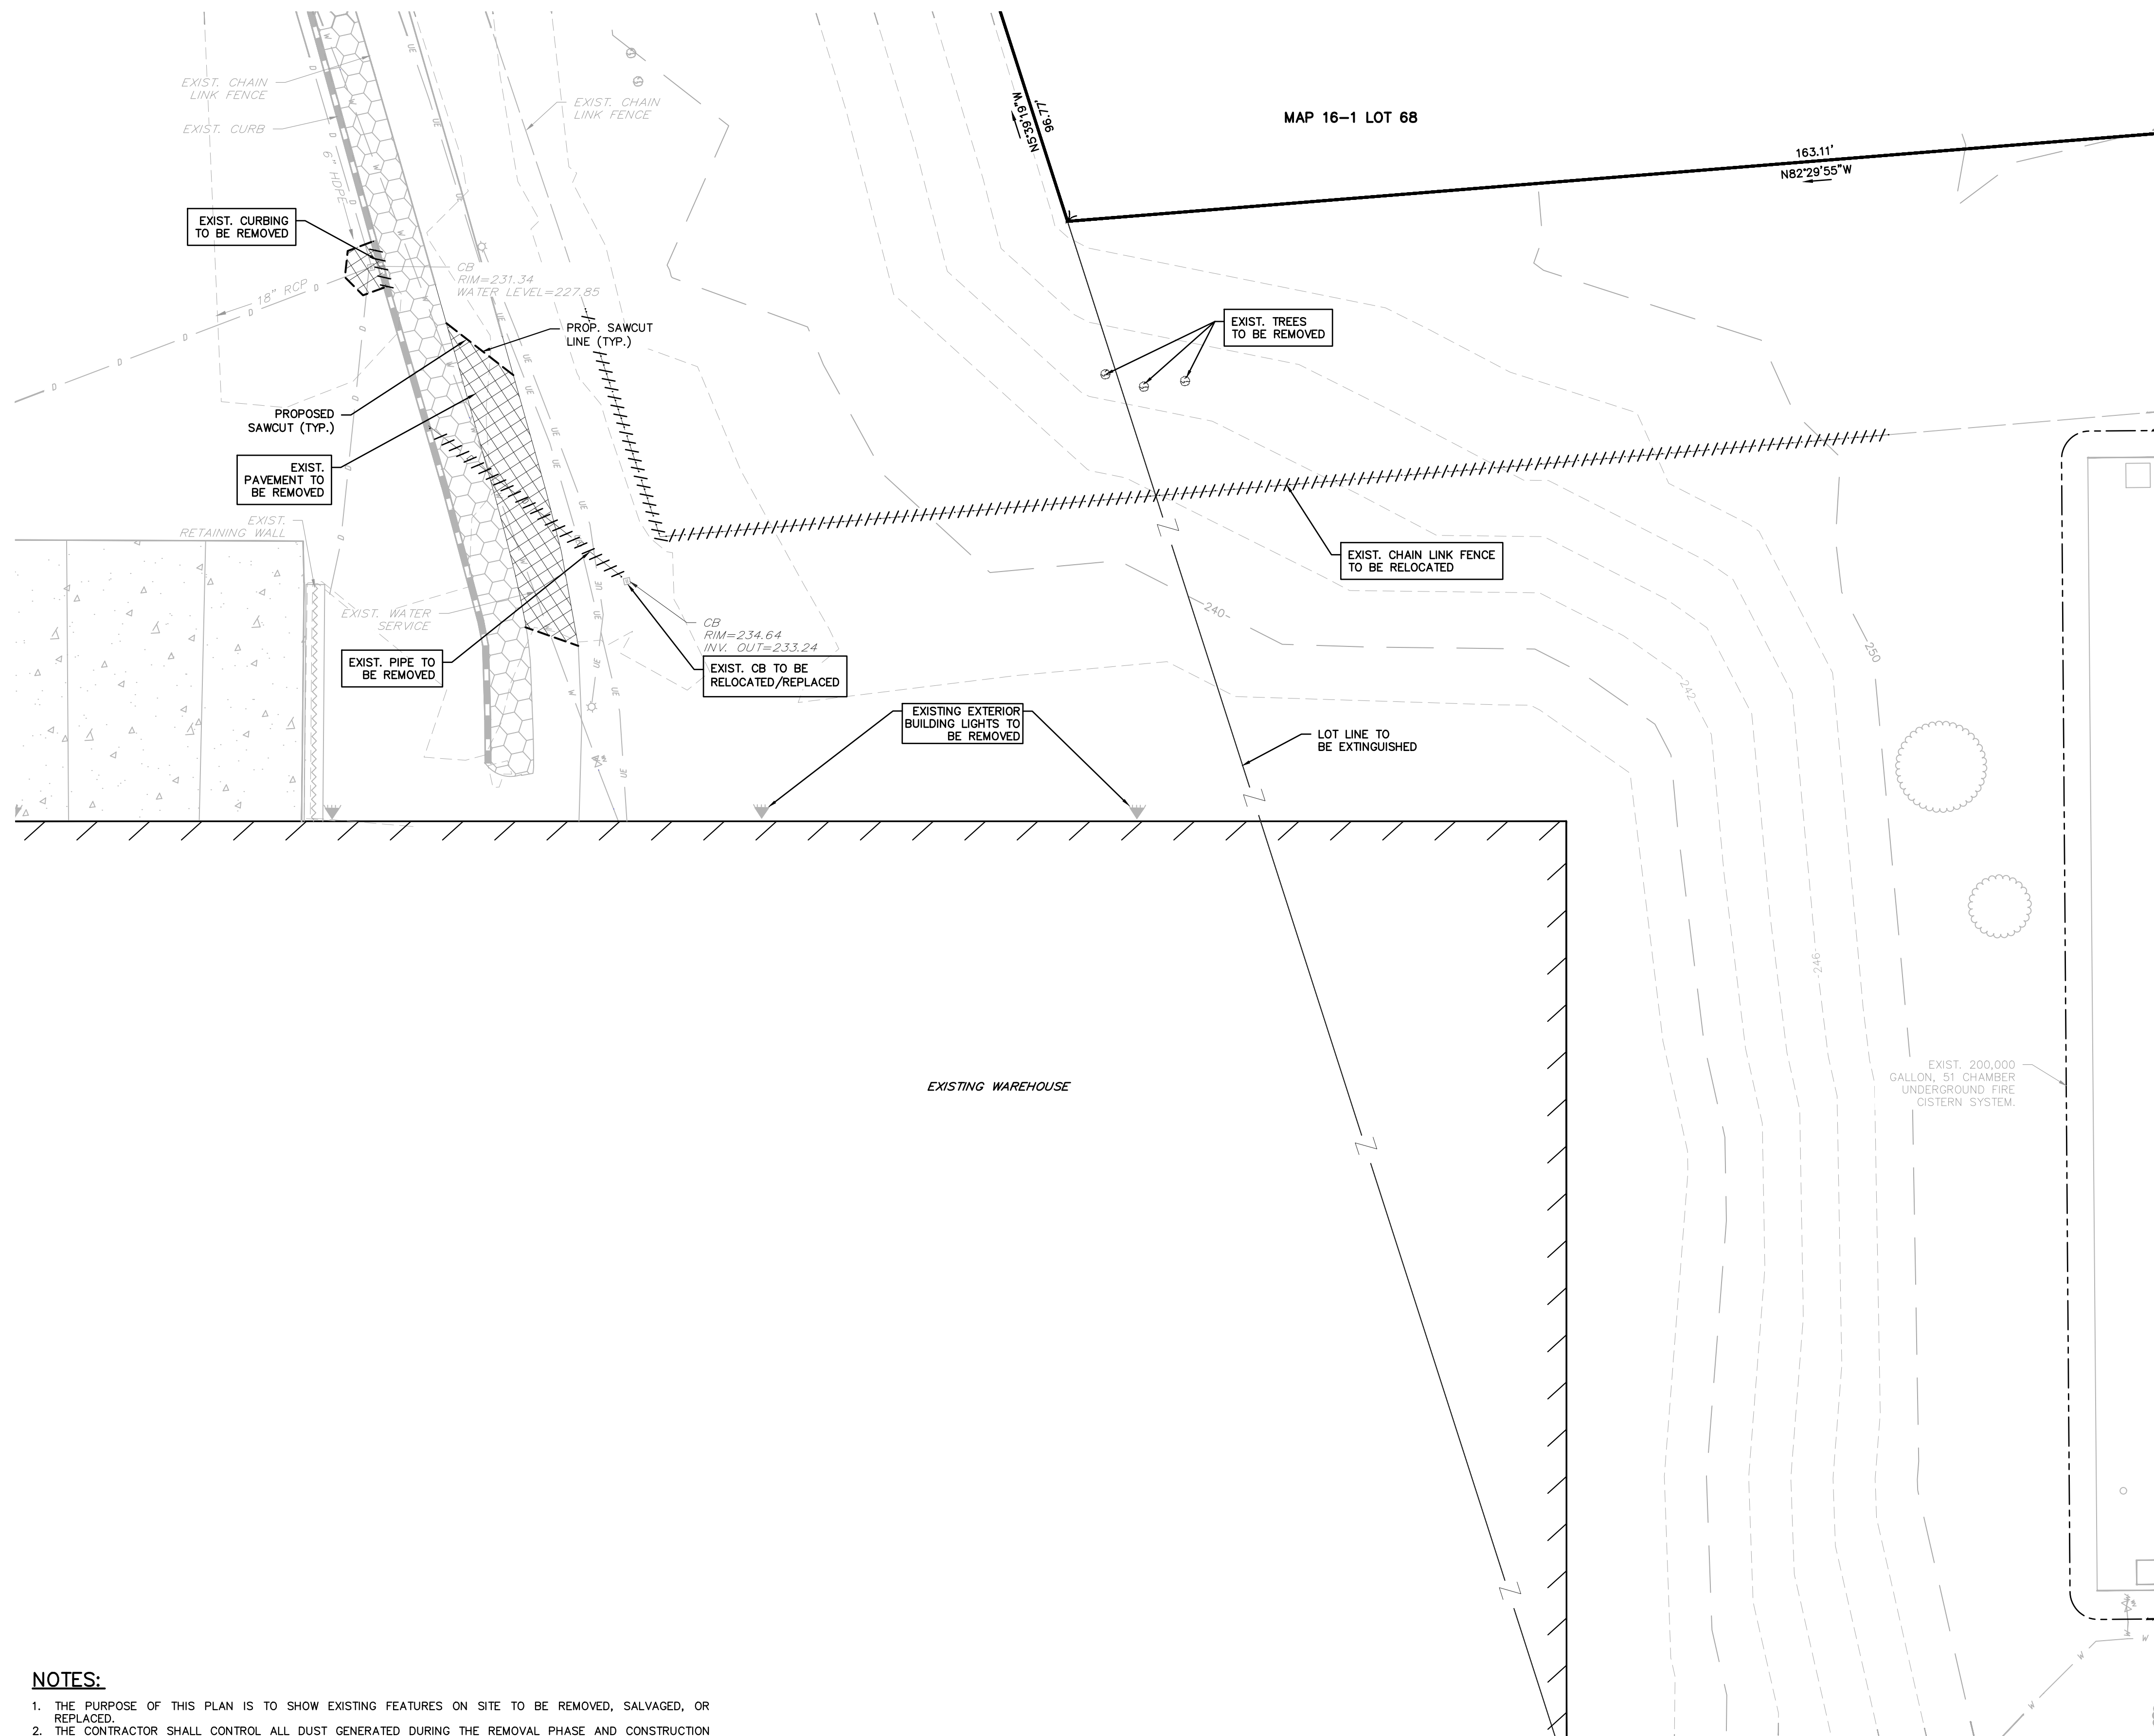 EXIST. CHAIN
LINK FENCE
EXIST. CURB
EXIST. CHAIN
LINK FENCE
6" HDPE
N5°39'19"W
96.77'
MAP 16-1 LOT 68
163.11'
N82°29'55"W
EXIST. CURBING
TO BE REMOVED
18" RCP
CB
RIM=231.34
WATER LEVEL=227.85
PROP. SAWCUT
LINE (TYP.)
EXIST. TREES
TO BE REMOVED
PROPOSED
SAWCUT (TYP.)
EXIST.
PAVEMENT TO
BE REMOVED
EXIST.
RETAINING WALL
EXIST. CHAIN LINK FENCE
TO BE RELOCATED
EXIST. WATER
SERVICE
CB
RIM=234.64
INV. OUT=233.24
EXIST. PIPE TO
BE REMOVED
EXIST. CB TO BE
RELOCATED/REPLACED
240
250
242
EXISTING EXTERIOR
BUILDING LIGHTS TO
BE REMOVED
LOT LINE TO
BE EXTINGUISHED
246
EXISTING WAREHOUSE
EXIST. 200,000
GALLON, 51 CHAMBER
UNDERGROUND FIRE
CISTERN SYSTEM.
NOTES:
1. THE PURPOSE OF THIS PLAN IS TO SHOW EXISTING FEATURES ON SITE TO BE REMOVED, SALVAGED, OR
REPLACED.
2. THE CONTRACTOR SHALL CONTROL ALL DUST GENERATED DURING THE REMOVAL PHASE AND CONSTRUCTION